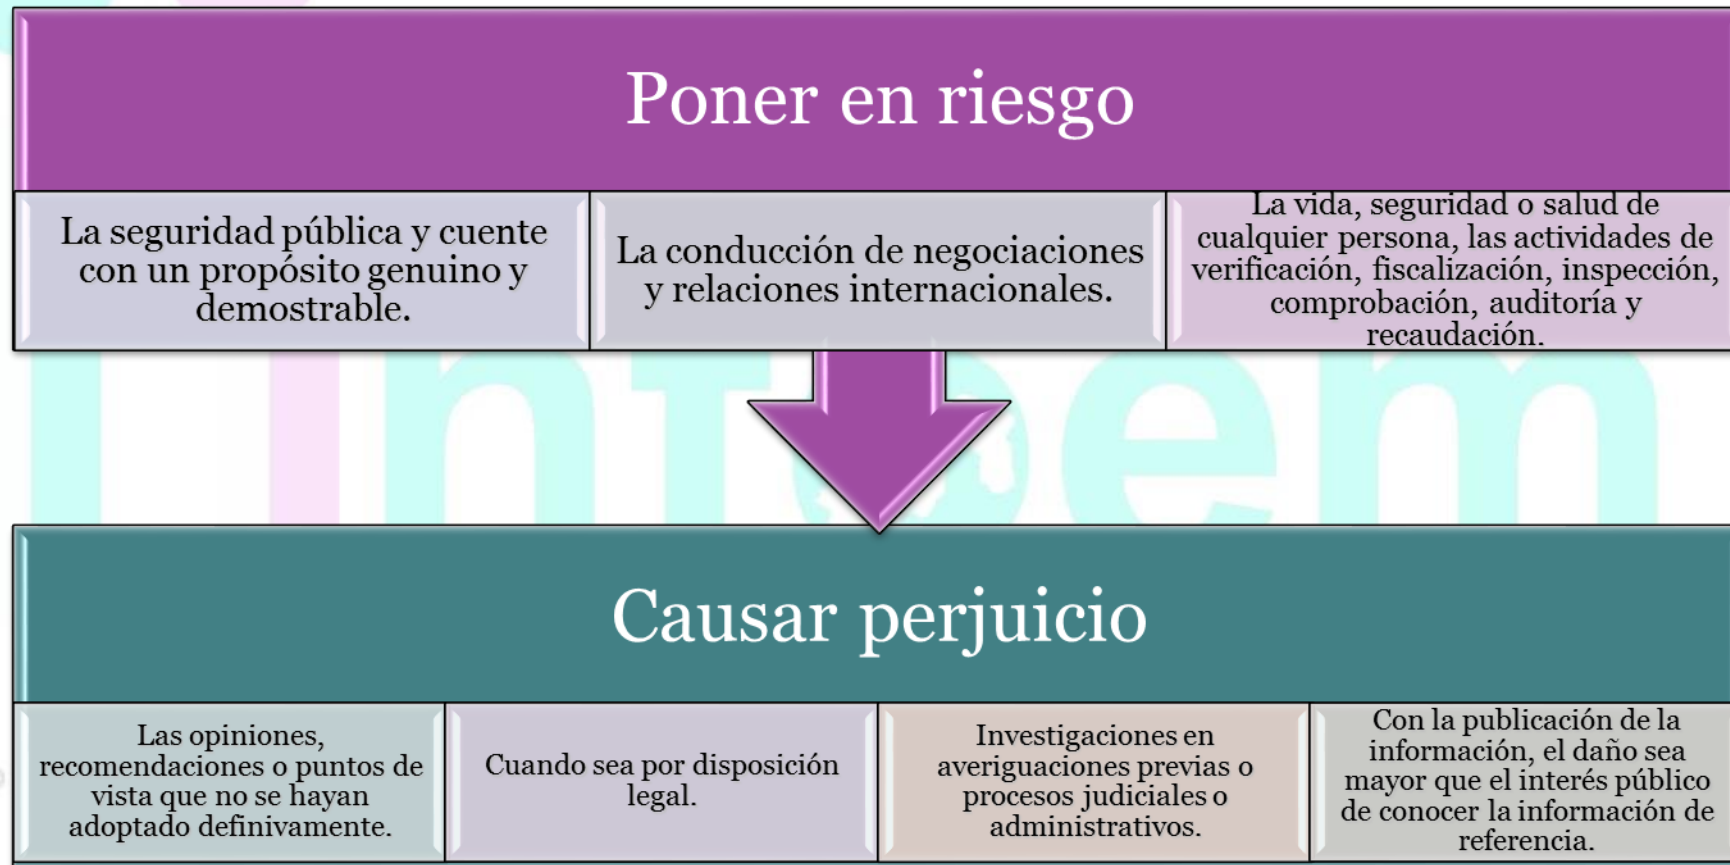 Poner en riesgo
La seguridad pública y cuente
con un propósito genuino y
demostrable.
La conducción de negociaciones
y relaciones internacionales.
La vida, seguridad o salud de
cualquier persona, las actividades de
verificación, fiscalización, inspección,
comprobación, auditoría y
recaudación.
Causar perjuicio
Las opiniones,
recomendaciones o puntos de
vista que no se hayan
adoptado definivamente.
Cuando sea por disposición
legal.
Investigaciones en
averiguaciones previas o
procesos judiciales o
administrativos.
Con la publicación de la
información, el daño sea
mayor que el interés público
de conocer la información de
referencia.
infoem